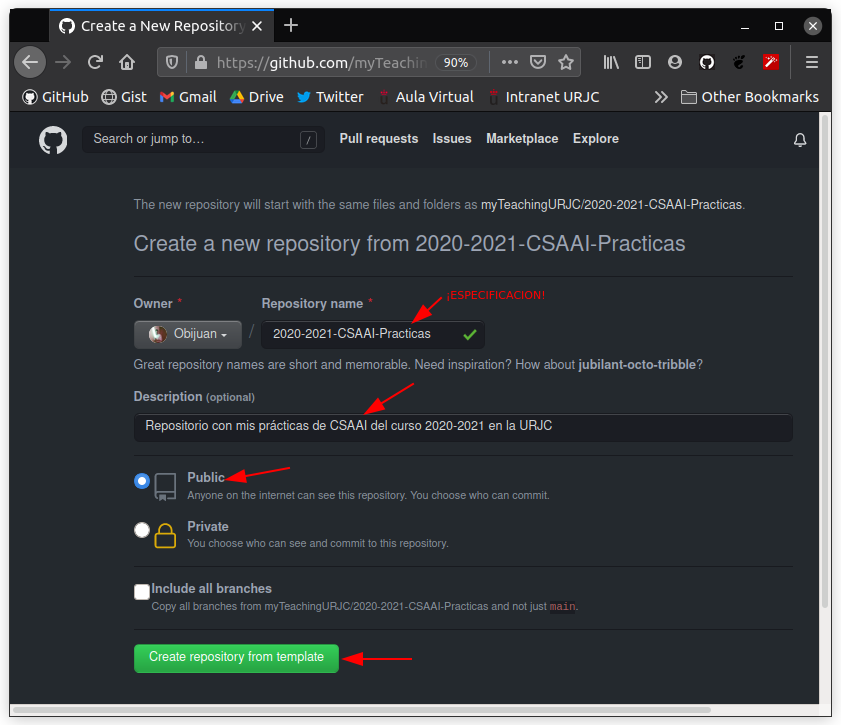 Create a New Repository
https://github.com/myTeachin 90%
GitHub Gist Gmail Drive Twitter Aula Virtual Intranet URJC Other Bookmarks
Search or jump to… / Pull requests Issues Marketplace Explore
The new repository will start with the same files and folders as myTeachingURJC/2020-2021-CSAAI-Practicas.
Create a new repository from 2020-2021-CSAAI-Practicas
¡ESPECIFICACION!
Owner * Repository name *
Obijuan / 2020-2021-CSAAI-Practicas
Great repository names are short and memorable. Need inspiration? How about jubilant-octo-tribble?
Description (optional)
Repositorio con mis prácticas de CSAAI del curso 2020-2021 en la URJC
Public
Anyone on the internet can see this repository. You choose who can commit.
Private
You choose who can see and commit to this repository.
Include all branches
Copy all branches from myTeachingURJC/2020-2021-CSAAI-Practicas and not just main.
Create repository from template